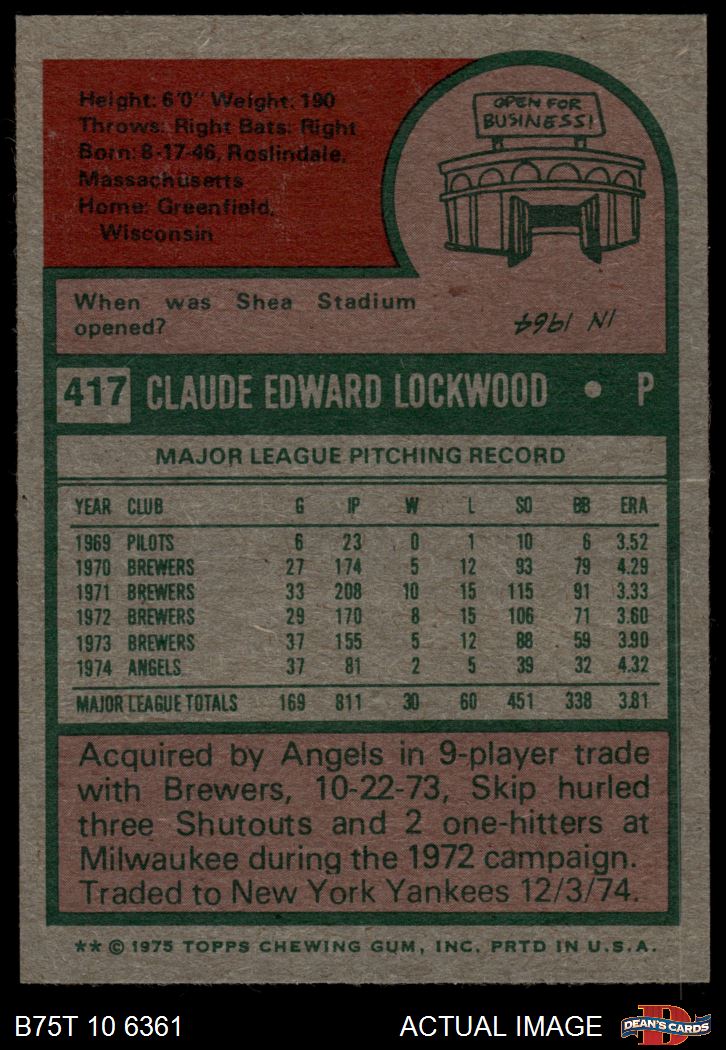 Height: 6'0" Weight: 190
Throws: Right Bats: Right
Born: 8-17-46, Roslindale,
Massachusetts
Home: Greenfield,
Wisconsin
OPEN FOR
BUSINESS!
When was Shea Stadium
opened?
IN 1964
417 CLAUDE EDWARD LOCKWOOD • P
MAJOR LEAGUE PITCHING RECORD
YEAR CLUB G IP W L SO BB ERA
1969 PILOTS 6 23 0 1 10 6 3.52
1970 BREWERS 27 174 5 12 93 79 4.29
1971 BREWERS 33 208 10 15 115 91 3.33
1972 BREWERS 29 170 8 15 106 71 3.60
1973 BREWERS 37 155 5 12 88 59 3.90
1974 ANGELS 37 81 2 5 39 32 4.32
MAJOR LEAGUE TOTALS 169 811 30 60 451 338 3.81
Acquired by Angels in 9-player trade
with Brewers, 10-22-73, Skip hurled
three Shutouts and 2 one-hitters at
Milwaukee during the 1972 campaign.
Traded to New York Yankees 12/3/74.
** © 1975 TOPPS CHEWING GUM, INC. PRTD IN U.S.A.
B75T 10 6361 ACTUAL IMAGE
D
DEAN'S CARDS